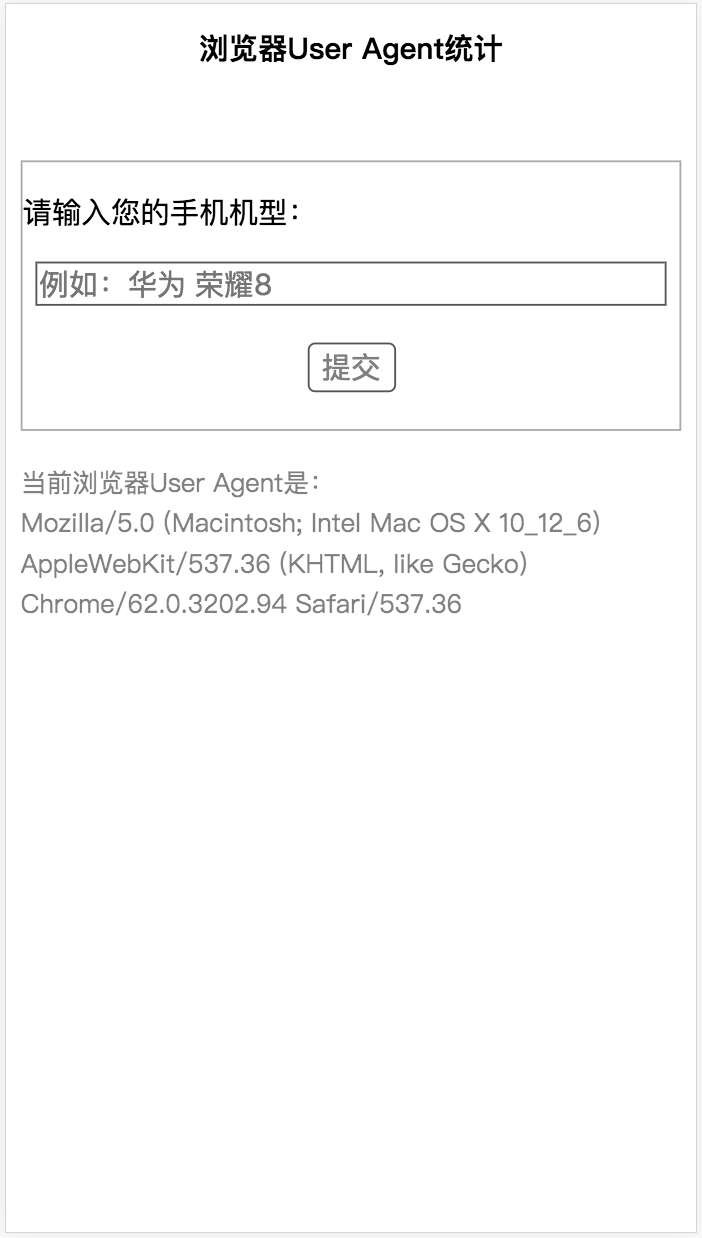 浏览器User Agent统计
请输入您的手机机型：
例如：华为 荣耀8
提交
当前浏览器User Agent是：
Mozilla/5.0 (Macintosh; Intel Mac OS X 10_12_6)
AppleWebKit/537.36 (KHTML, like Gecko)
Chrome/62.0.3202.94 Safari/537.36